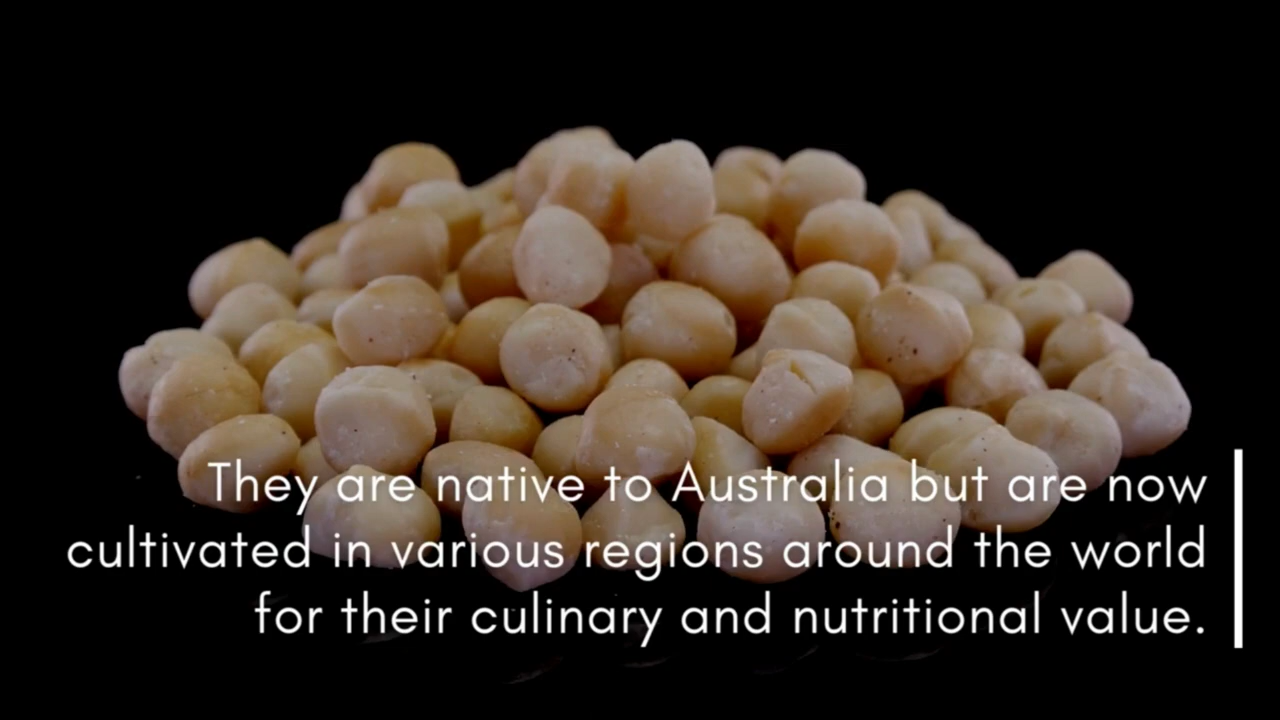 They are native to Australia but are now
cultivated in various regions around the world
for their culinary and nutritional value.